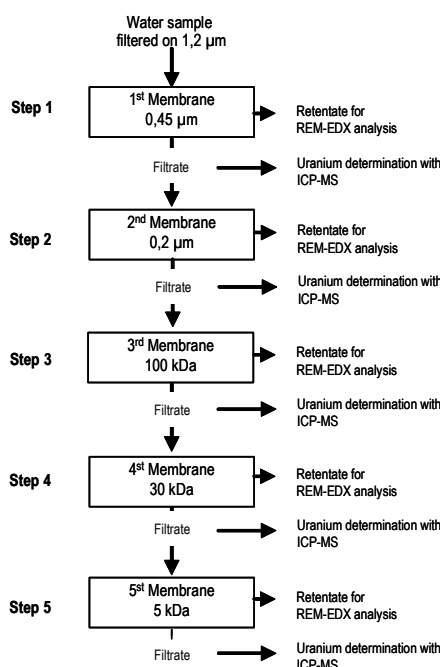 Water sample
filtered on 1,2 µm
Step 1
1st Membrane
0,45 µm
Retentate for
REM-EDX analysis
Filtrate
Uranium determination with
ICP-MS
Step 2
2nd Membrane
0,2 µm
Retentate for
REM-EDX analysis
Filtrate
Uranium determination with
ICP-MS
Step 3
3rd Membrane
100 kDa
Retentate for
REM-EDX analysis
Filtrate
Uranium determination with
ICP-MS
Step 4
4st Membrane
30 kDa
Retentate for
REM-EDX analysis
Filtrate
Uranium determination with
ICP-MS
Step 5
5st Membrane
5 kDa
Retentate for
REM-EDX analysis
Filtrate
Uranium determination with
ICP-MS